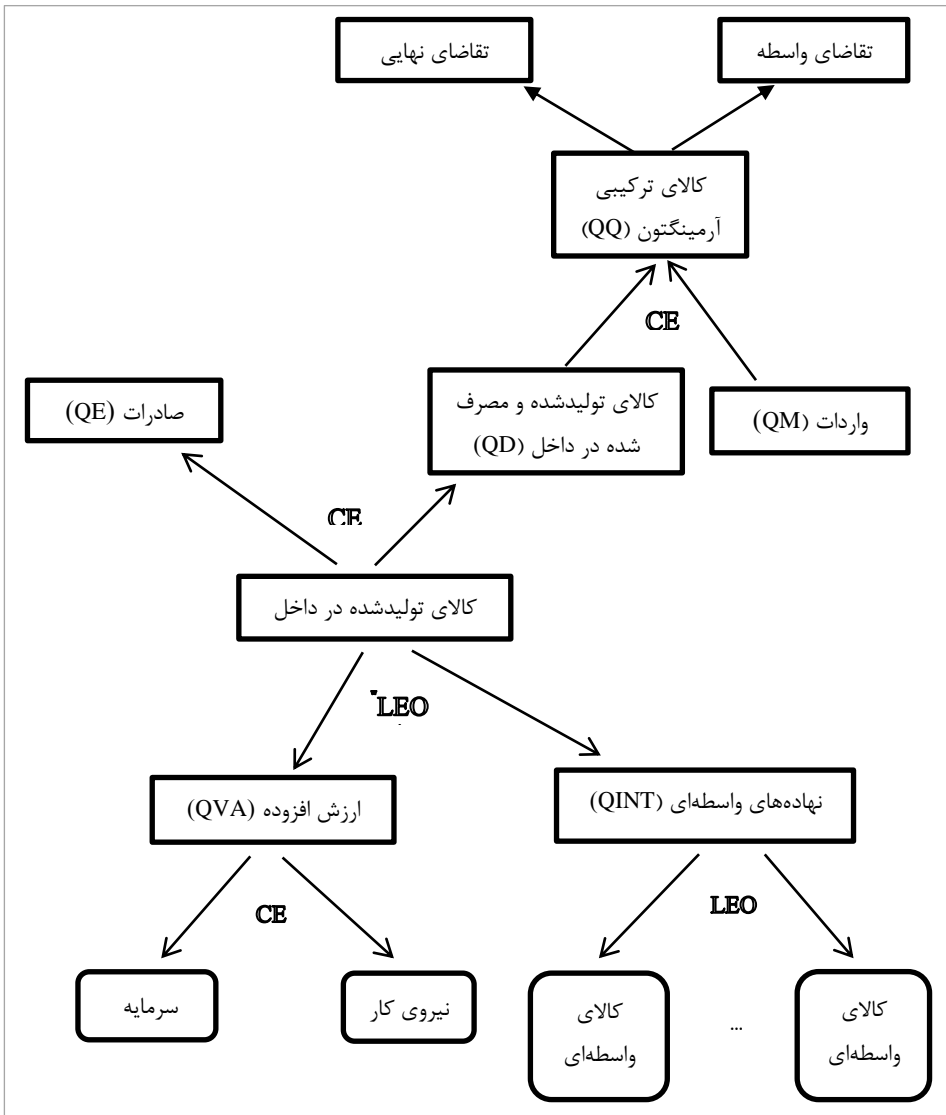 تقاضای نهایی
تقاضای واسطه
کالای ترکیبی
آرمینگتون (QQ)
CE
صادرات (QE)
کالای تولیدشده و مصرف
شده در داخل (QD)
واردات (QM)
CE
کالای تولیدشده در داخل
LEO
ارزش افزوده (QVA)
نهاده‌های واسطه‌ای (QINT)
CE
LEO
سرمایه
نیروی کار
کالای
واسطه‌ای
...
کالای
واسطه‌ای